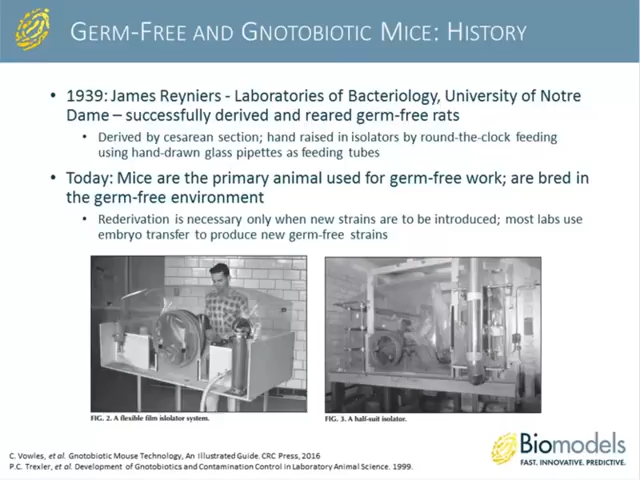 GERM-FREE AND GNOTOBIOTIC MICE: HISTORY
• 1939: James Reyniers - Laboratories of Bacteriology, University of Notre
Dame – successfully derived and reared germ-free rats
• Derived by cesarean section; hand raised in isolators by round-the-clock feeding
using hand-drawn glass pipettes as feeding tubes
• Today: Mice are the primary animal used for germ-free work; are bred in
the germ-free environment
• Rederivation is necessary only when new strains are to be introduced; most labs use
embryo transfer to produce new germ-free strains
FIG. 2. A flexible film islolator system.
FIG. 3. A half-suit isolator.
C. Vowles, et al. Gnotobiotic Mouse Technology, An Illustrated Guide. CRC Press, 2016
P.C. Trexler, et al. Development of Gnotobiotics and Contamination Control in Laboratory Animal Science. 1999.
Biomodels
FAST. INNOVATIVE. PREDICTIVE.